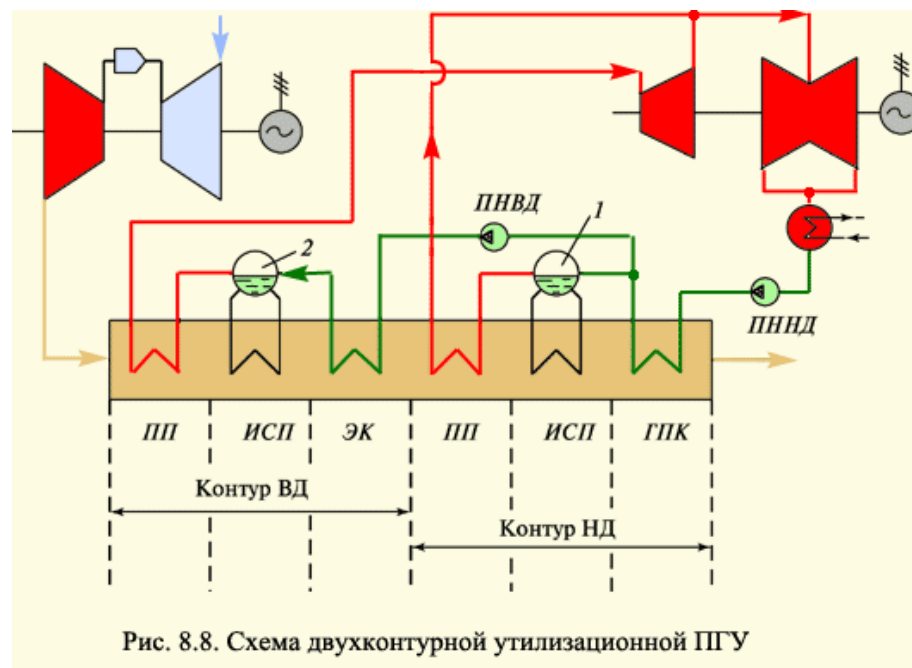 ПНВД
1
2
ПННД
ПП
ИСП
ЭК
ПП
ИСП
ГПК
Контур ВД
Контур НД
Рис. 8.8. Схема двухконтурной утилизационной ПГУ